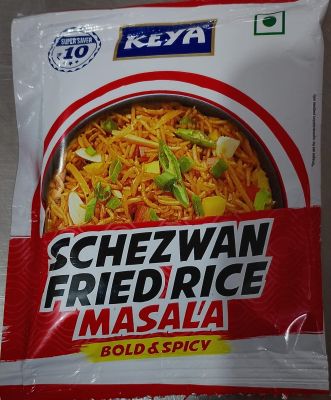 SUPER SAVER
₹10
KEYA
SCHEZWAN
FRIED RICE
MASALA
BOLD & SPICY